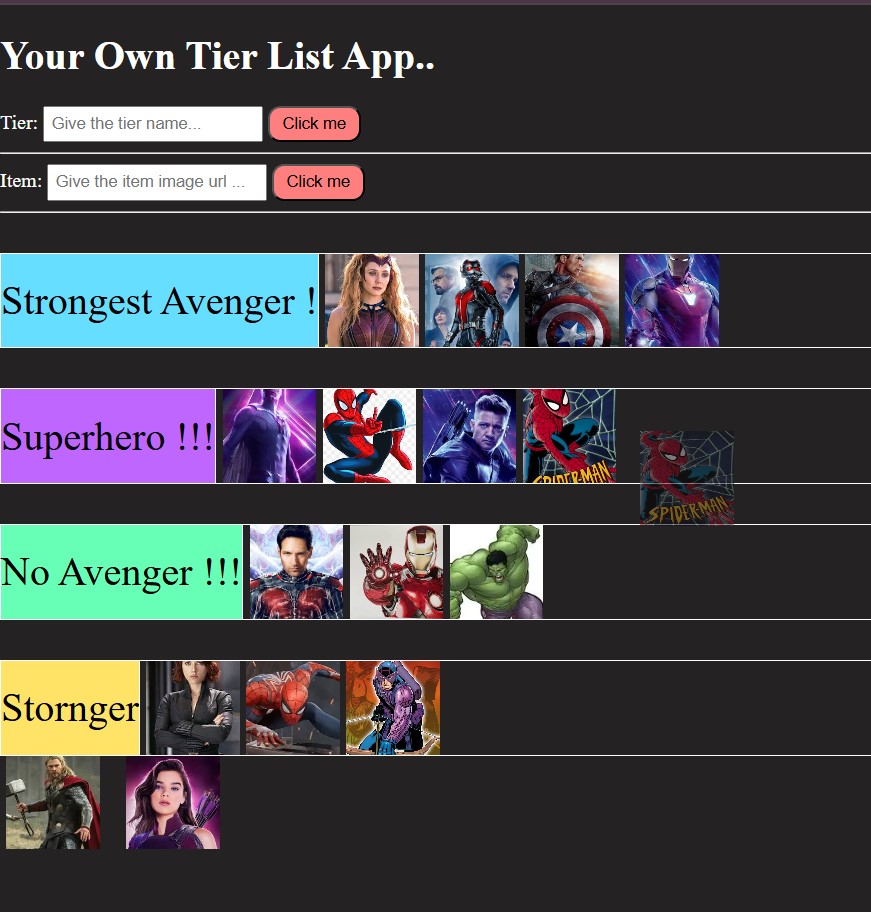 Your Own Tier List App..
Tier: Give the tier name... Click me
Item: Give the item image url ... Click me
Strongest Avenger !
Superhero !!!
SPIDER-MAN
SPIDER-MAN
No Avenger !!!
Stornger